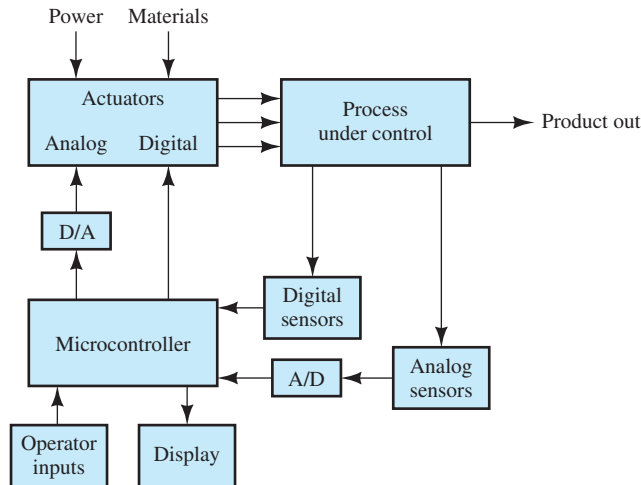 Power
Materials
Actuators
Analog
Digital
Process
under control
Product out
D/A
Digital
sensors
Microcontroller
A/D
Analog
sensors
Operator
inputs
Display